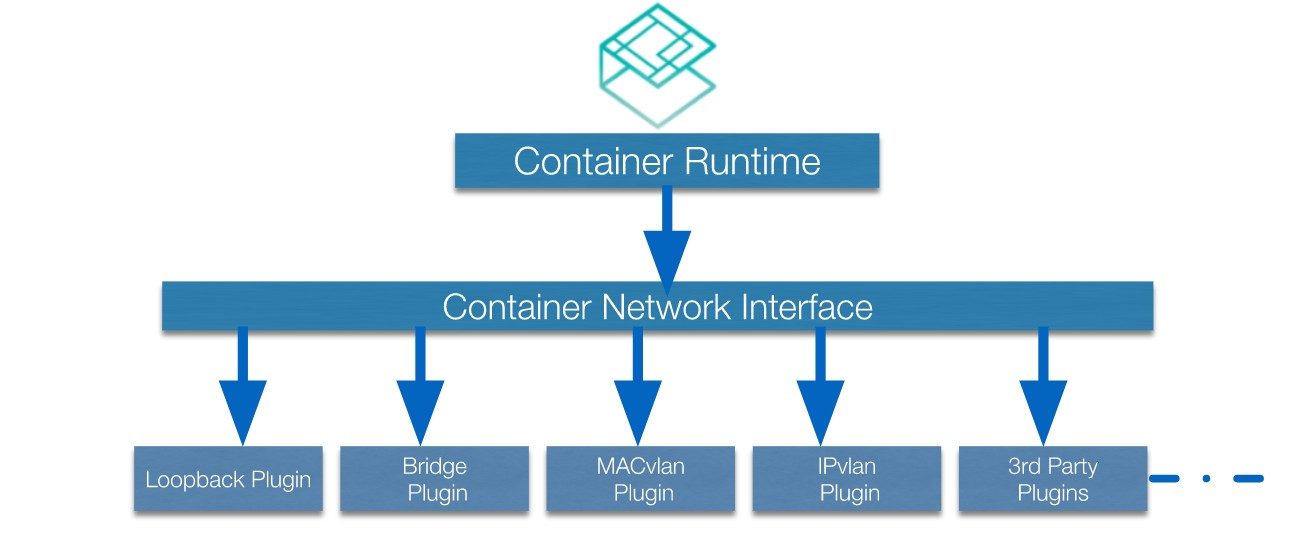 Container Runtime
Container Network Interface
Loopback Plugin
Bridge
Plugin
MACvlan
Plugin
IPvlan
Plugin
3rd Party
Plugins